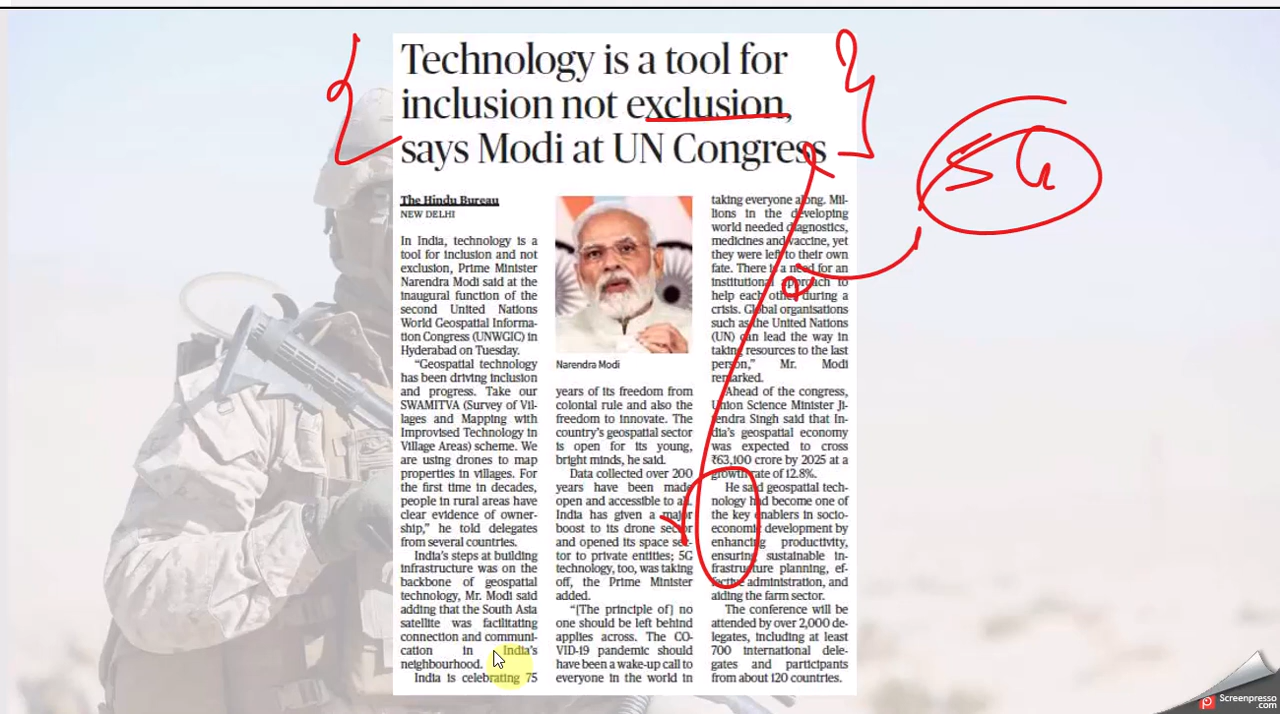 Technology is a tool for
inclusion not exclusion,
says Modi at UN Congress
5G
The Hindu Bureau
NEW DELHI
In India, technology is a
tool for inclusion and not
exclusion, Prime Minister
Narendra Modi said at the
inaugural function of the
second United Nations
World Geospatial Informa-
tion Congress (UNWGIC) in
Hyderabad on Tuesday.
“Geospatial technology
has been driving inclusion
and progress. Take our
SWAMITVA (Survey of Vil-
lages and Mapping with
Improvised Technology in
Village Areas) scheme. We
are using drones to map
properties in villages. For
the first time in decades,
people in rural areas have
clear evidence of owner-
ship,” he told delegates
from several countries.
India’s steps at building
infrastructure was on the
backbone of geospatial
technology, Mr. Modi said
adding that the South Asia
satellite was facilitating
connection and communi-
cation in India’s
neighbourhood.
India is celebrating 75
Narendra Modi
years of its freedom from
colonial rule and also the
freedom to innovate. The
country’s geospatial sector
is open for its young,
bright minds, he said.
Data collected over 200
years have been made
open and accessible to all.
India has given a major
boost to its drone sector
and opened its space sec-
tor to private entities; 5G
technology, too, was taking
off, the Prime Minister
added.
“[The principle of] no
one should be left behind
applies across. The CO-
VID-19 pandemic should
have been a wake-up call to
everyone in the world in
taking everyone along. Mil-
lions in the developing
world needed diagnostics,
medicines and vaccine, yet
they were left to their own
fate. There is a need for an
institutional approach to
help each other during a
crisis. Global organisations
such as the United Nations
(UN) can lead the way in
taking resources to the last
person,” Mr. Modi
remarked.
Ahead of the congress,
Union Science Minister Ji-
tendra Singh said that In-
dia’s geospatial economy
was expected to cross
₹63,100 crore by 2025 at a
growth rate of 12.8%.
He said geospatial tech-
nology had become one of
the key enablers in socio-
economic development by
enhancing productivity,
ensuring sustainable in-
frastructure planning, ef-
fective administration, and
aiding the farm sector.
The conference will be
attended by over 2,000 de-
legates, including at least
700 international dele-
gates and participants
from about 120 countries.
Screenpresso
.com